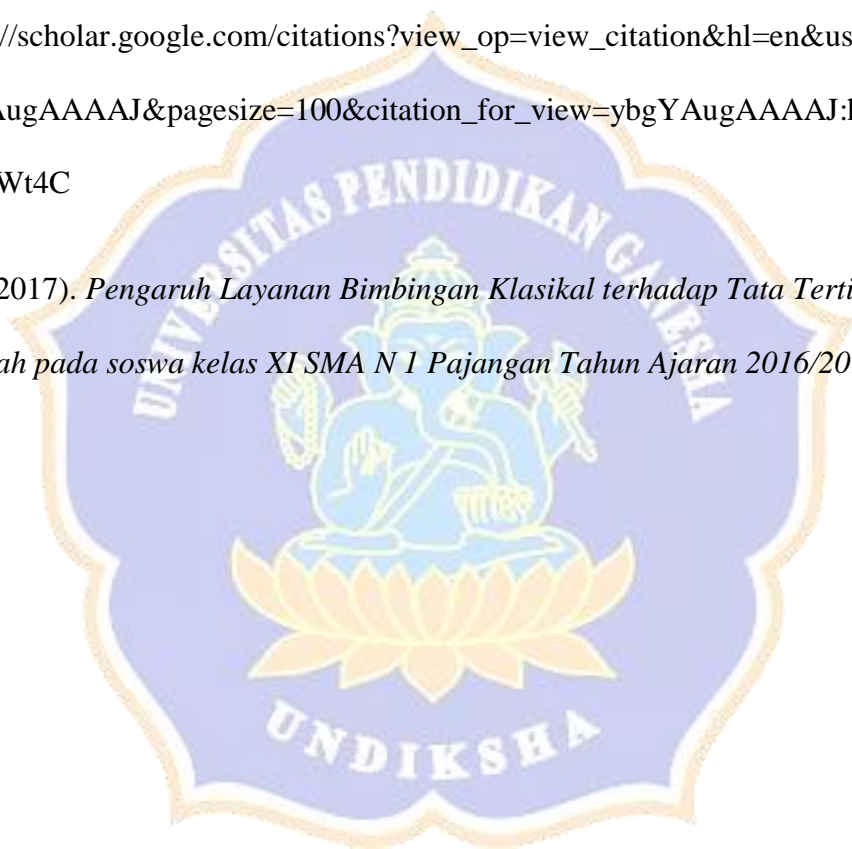 //scholar.google.com/citations?view_op=view_citation&hl=en&us
AugAAAAJ&pagesize=100&citation_for_view=ybgYAugAAAAJ:
Wt4C
UNIVERSITAS PENDIDIKAN GANESHA
2017). Pengaruh Layanan Bimbingan Klasikal terhadap Tata Terti
ah pada soswa kelas XI SMA N 1 Pajangan Tahun Ajaran 2016/20
UNDIKSHA